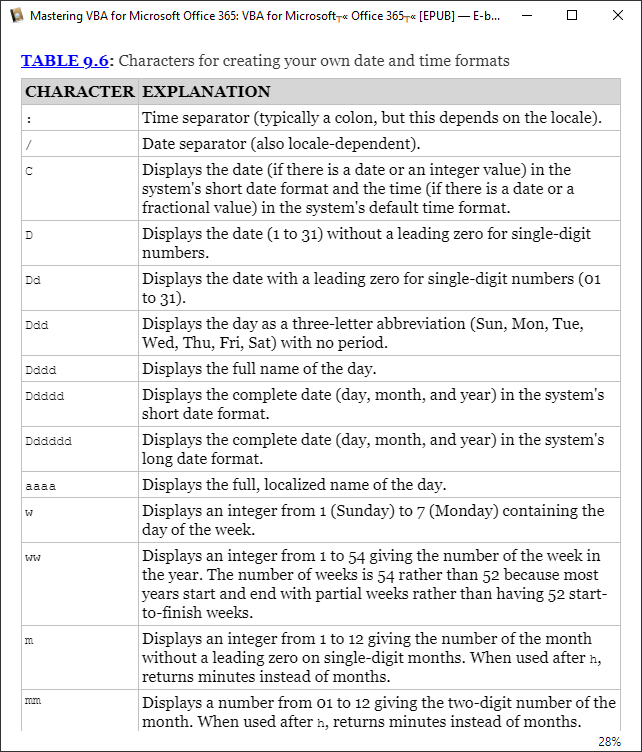 Mastering VBA for Microsoft Office 365: VBA for Microsoft┬« Office 365┬« [EPUB] — E-b...
TABLE 9.6: Characters for creating your own date and time formats
CHARACTER EXPLANATION
: Time separator (typically a colon, but this depends on the locale).
/ Date separator (also locale-dependent).
C Displays the date (if there is a date or an integer value) in the
system's short date format and the time (if there is a date or a
fractional value) in the system's default time format.
D Displays the date (1 to 31) without a leading zero for single-digit
numbers.
Dd Displays the date with a leading zero for single-digit numbers (01
to 31).
Ddd Displays the day as a three-letter abbreviation (Sun, Mon, Tue,
Wed, Thu, Fri, Sat) with no period.
Dddd Displays the full name of the day.
Ddddd Displays the complete date (day, month, and year) in the system's
short date format.
Dddddd Displays the complete date (day, month, and year) in the system's
long date format.
aaaa Displays the full, localized name of the day.
w Displays an integer from 1 (Sunday) to 7 (Monday) containing the
day of the week.
ww Displays an integer from 1 to 54 giving the number of the week in
the year. The number of weeks is 54 rather than 52 because most
years start and end with partial weeks rather than having 52 start-
to-finish weeks.
m Displays an integer from 1 to 12 giving the number of the month
without a leading zero on single-digit months. When used after h,
returns minutes instead of months.
mm Displays a number from 01 to 12 giving the two-digit number of the
month. When used after h, returns minutes instead of months.
28%